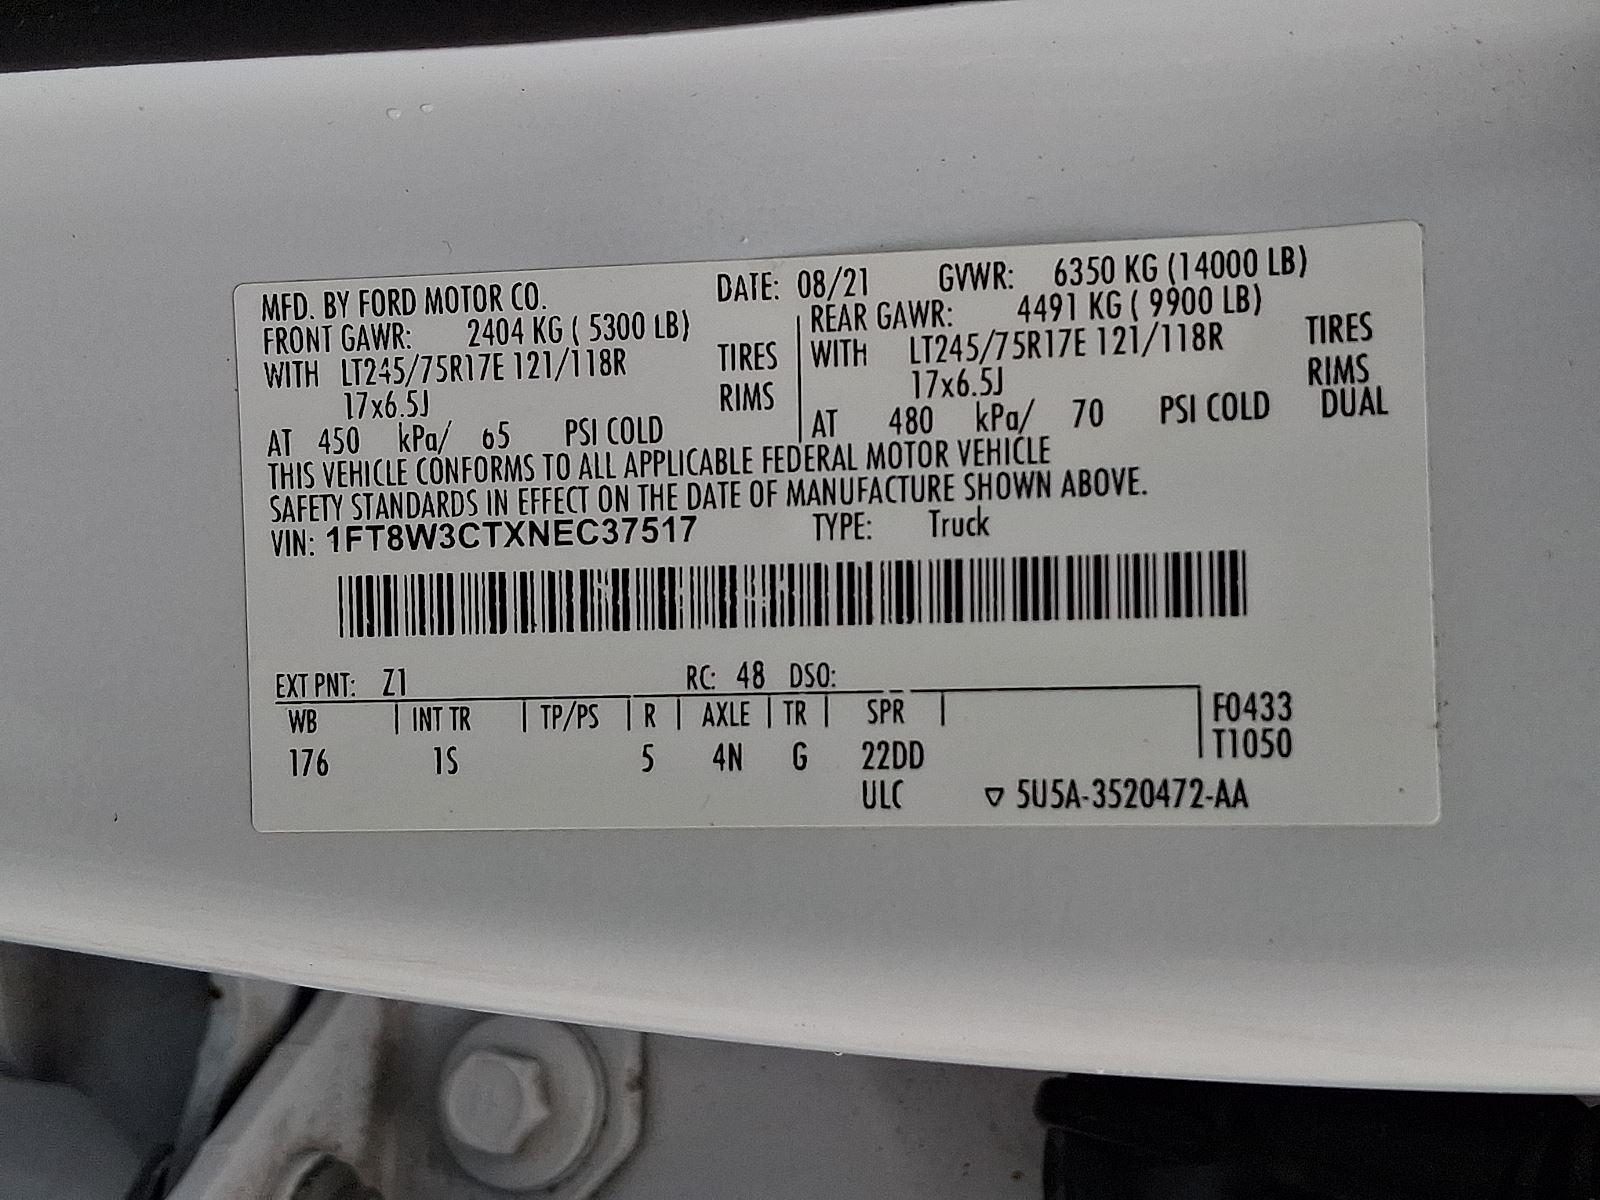 MFD. BY FORD MOTOR CO. DATE: 08/21 GVWR: 6350 KG (14000 LB)
FRONT GAWR: 2404 KG ( 5300 LB) REAR GAWR: 4491 KG ( 9900 LB)
WITH LT245/75R17E 121/118R TIRES WITH LT245/75R17E 121/118R TIRES
17x6.5J RIMS 17x6.5J RIMS
AT 450 kPa/ 65 PSI COLD AT 480 kPa/ 70 PSI COLD DUAL
THIS VEHICLE CONFORMS TO ALL APPLICABLE FEDERAL MOTOR VEHICLE
SAFETY STANDARDS IN EFFECT ON THE DATE OF MANUFACTURE SHOWN ABOVE.
VIN: 1FT8W3CTXNEC37517 TYPE: Truck
EXT PNT: Z1 RC: 48 DSO:
WB INT TR TP/PS R AXLE TR SPR F0433
176 1S 5 4N G 22DD T1050
ULC ▽ 5U5A-3520472-AA